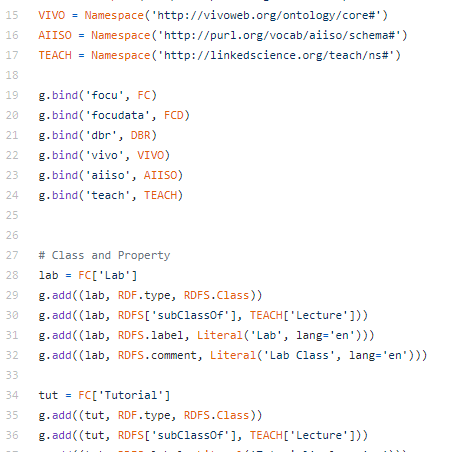 15 VIVO = Namespace('http://vivoweb.org/ontology/core#')
16 AIISO = Namespace('http://purl.org/vocab/aiiso/schema#')
17 TEACH = Namespace('http://linkedscience.org/teach/ns#')
18
19 g.bind('focu', FC)
20 g.bind('focudata', FCD)
21 g.bind('dbr', DBR)
22 g.bind('vivo', VIVO)
23 g.bind('aiiso', AIISO)
24 g.bind('teach', TEACH)
25
26
27 # Class and Property
28 lab = FC['Lab']
29 g.add((lab, RDF.type, RDFS.Class))
30 g.add((lab, RDFS['subClassOf'], TEACH['Lecture']))
31 g.add((lab, RDFS.label, Literal('Lab', lang='en')))
32 g.add((lab, RDFS.comment, Literal('Lab Class', lang='en')))
33
34 tut = FC['Tutorial']
35 g.add((tut, RDF.type, RDFS.Class))
36 g.add((tut, RDFS['subClassOf'], TEACH['Lecture']))